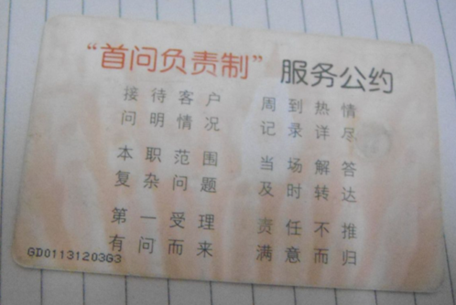 “首问负责制”服务公约
接待客户 周到热情
问明情况 记录详尽
本职范围 当场解答
复杂问题 及时转达
第一受理 责任不推
有问而来 满意而归
GD01131203G3